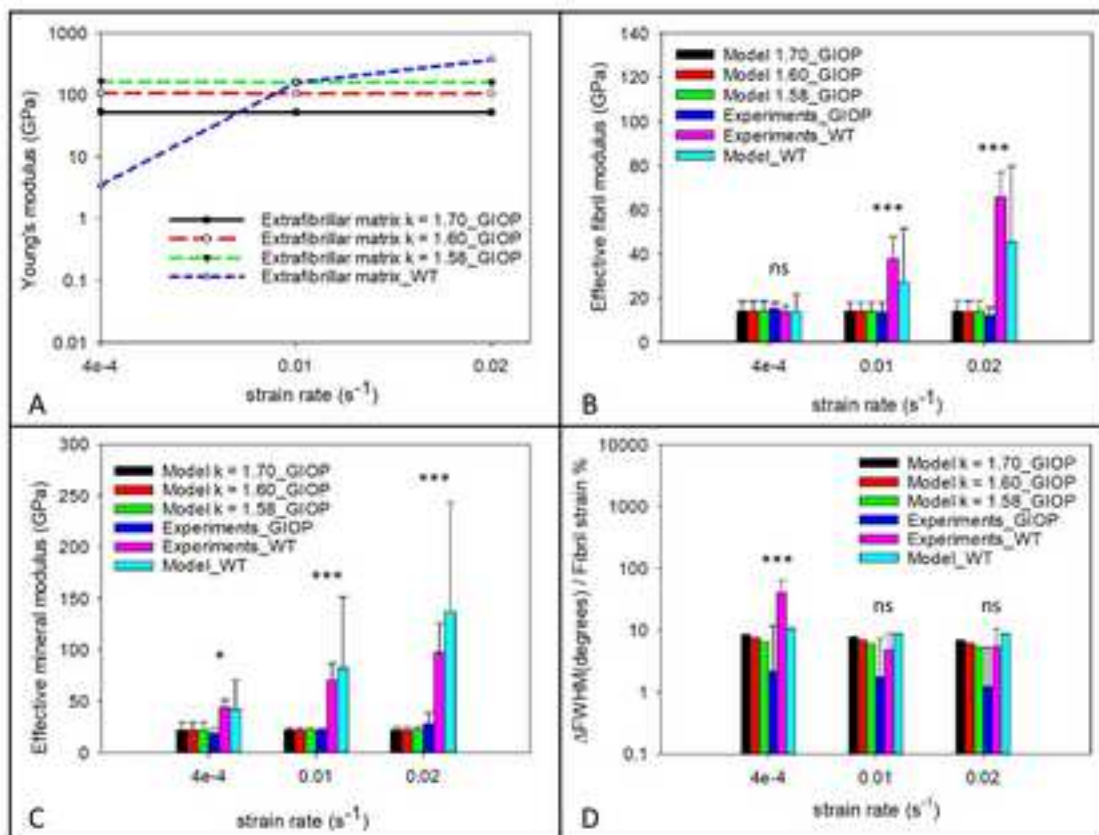 1000
100
10
1
0.1
0.01
Young's modulus (GPa)
Extrafibrillar matrix k = 1.70_GIOP
Extrafibrillar matrix k = 1.60_GIOP
Extrafibrillar matrix k = 1.58_GIOP
Extrafibrillar matrix_WT
4e-4 0.01 0.02
strain rate (s⁻¹)
A
140
120
100
80
60
40
20
0
Effective fibril modulus (GPa)
Model 1.70_GIOP
Model 1.60_GIOP
Model 1.58_GIOP
Experiments_GIOP
Experiments_WT
Model_WT
ns
***
***
4e-4 0.01 0.02
strain rate (s⁻¹)
B
300
250
200
150
100
50
0
Effective mineral modulus (GPa)
Model k = 1.70_GIOP
Model k = 1.60_GIOP
Model k = 1.58_GIOP
Experiments_GIOP
Experiments_WT
Model_WT
*
***
***
4e-4 0.01 0.02
strain rate (s⁻¹)
C
10000
1000
100
10
1
0.1
ΔFWHM(degrees) / Fibril strain %
Model k = 1.70_GIOP
Model k = 1.60_GIOP
Model k = 1.58_GIOP
Experiments_GIOP
Experiments_WT
Model_WT
***
ns
ns
4e-4 0.01 0.02
strain rate (s⁻¹)
D